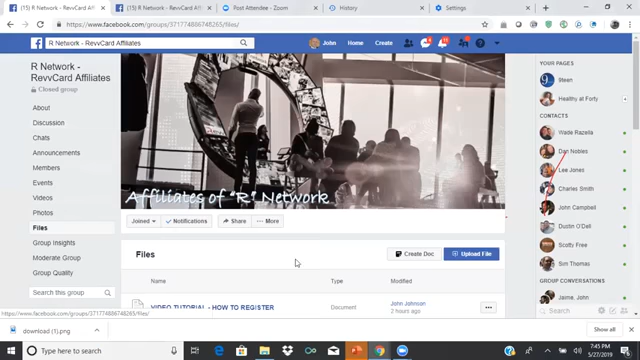 (15) R Network - RevvCard Aff
(15) R Network - RevvCard Affi
Post Attendee - Zoom
History
Settings
https://www.facebook.com/groups/371774886748265/files/
R Network - RevvCard Affiliates
John
Home
Create
R Network -
RevvCard Affiliates
Closed group
About
Discussion
Chats
Announcements
Members
Events
Videos
Photos
Files
Group Insights
Moderate Group
Group Quality
Search this group
Affiliates of "R" Network
Joined
Notifications
Share
More
Files
Create Doc
Upload File
Name
Type
Modified
VIDEO TUTORIAL - HOW TO REGISTER
Document
John Johnson
2 hours ago
YOUR PAGES
9teen
Healthy at Forty
CONTACTS
Wade Razella
Dan Nobles
Lee Jones
Charles Smith
John Campbell
Dustin O'Dell
Scotty Free
Sim Thomas
GROUP CONVERSATIONS
Jaime, John
Search
https://www.facebook.com/groups/371774886748265/files/
download (1).png
Show all
Type here to search
7:45 PM
5/27/2019